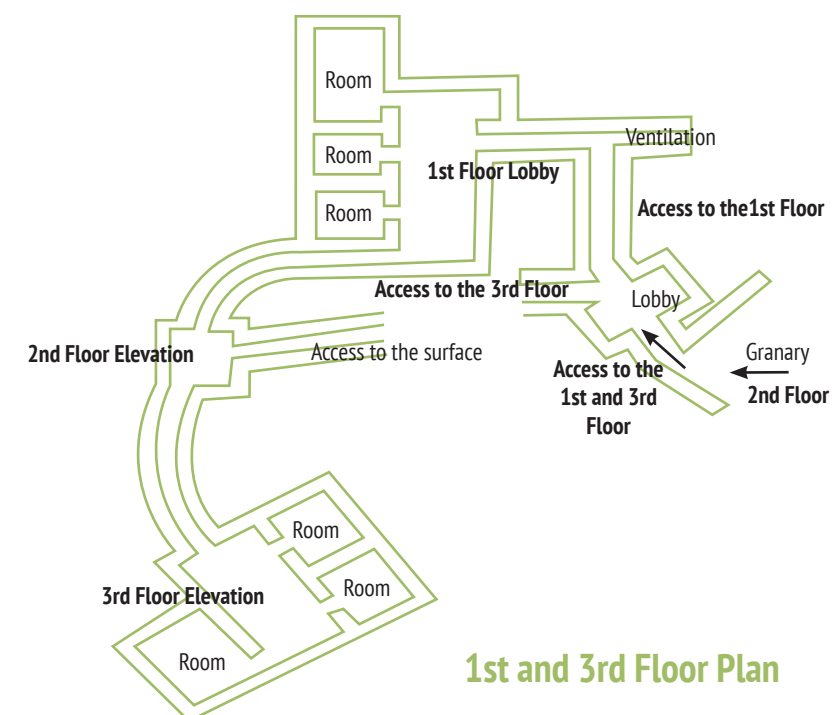 Room
Room
Room
Ventilation
1st Floor Lobby
Access to the1st Floor
Access to the 3rd Floor
Lobby
2nd Floor Elevation
Access to the surface
Granary
2nd Floor
Access to the
1st and 3rd
Floor
Room
Room
3rd Floor Elevation
Room
1st and 3rd Floor Plan